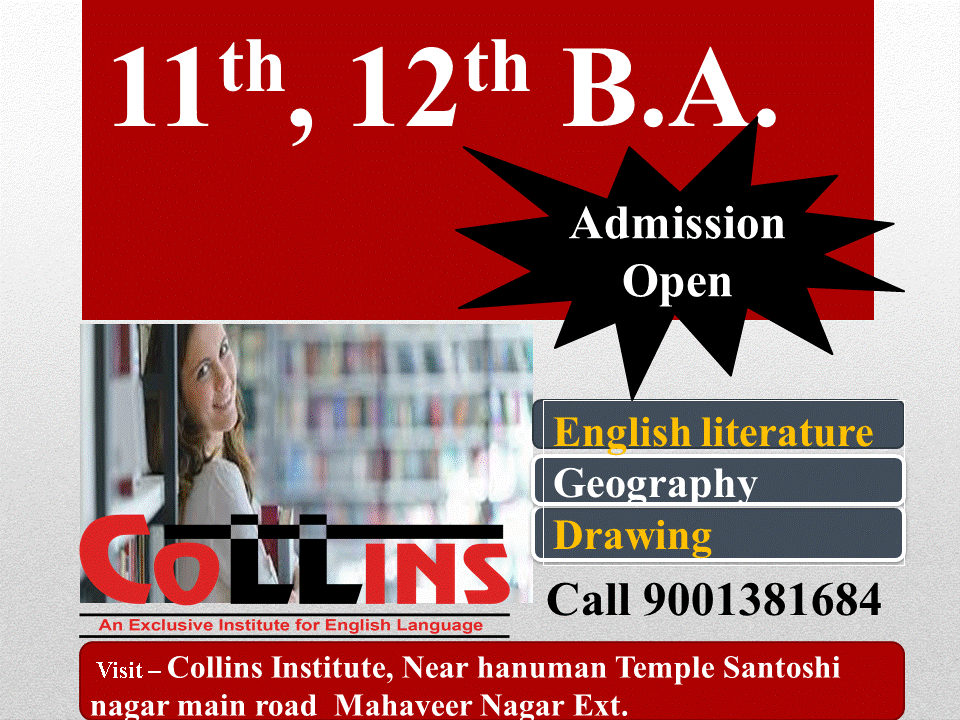 11th, 12th B.A.
Admission
Open
English literature
Geography
Drawing
COLLINS
An Exclusive Institute for English Language
Call 9001381684
Visit – Collins Institute, Near hanuman Temple Santoshi
nagar main road Mahaveer Nagar Ext.